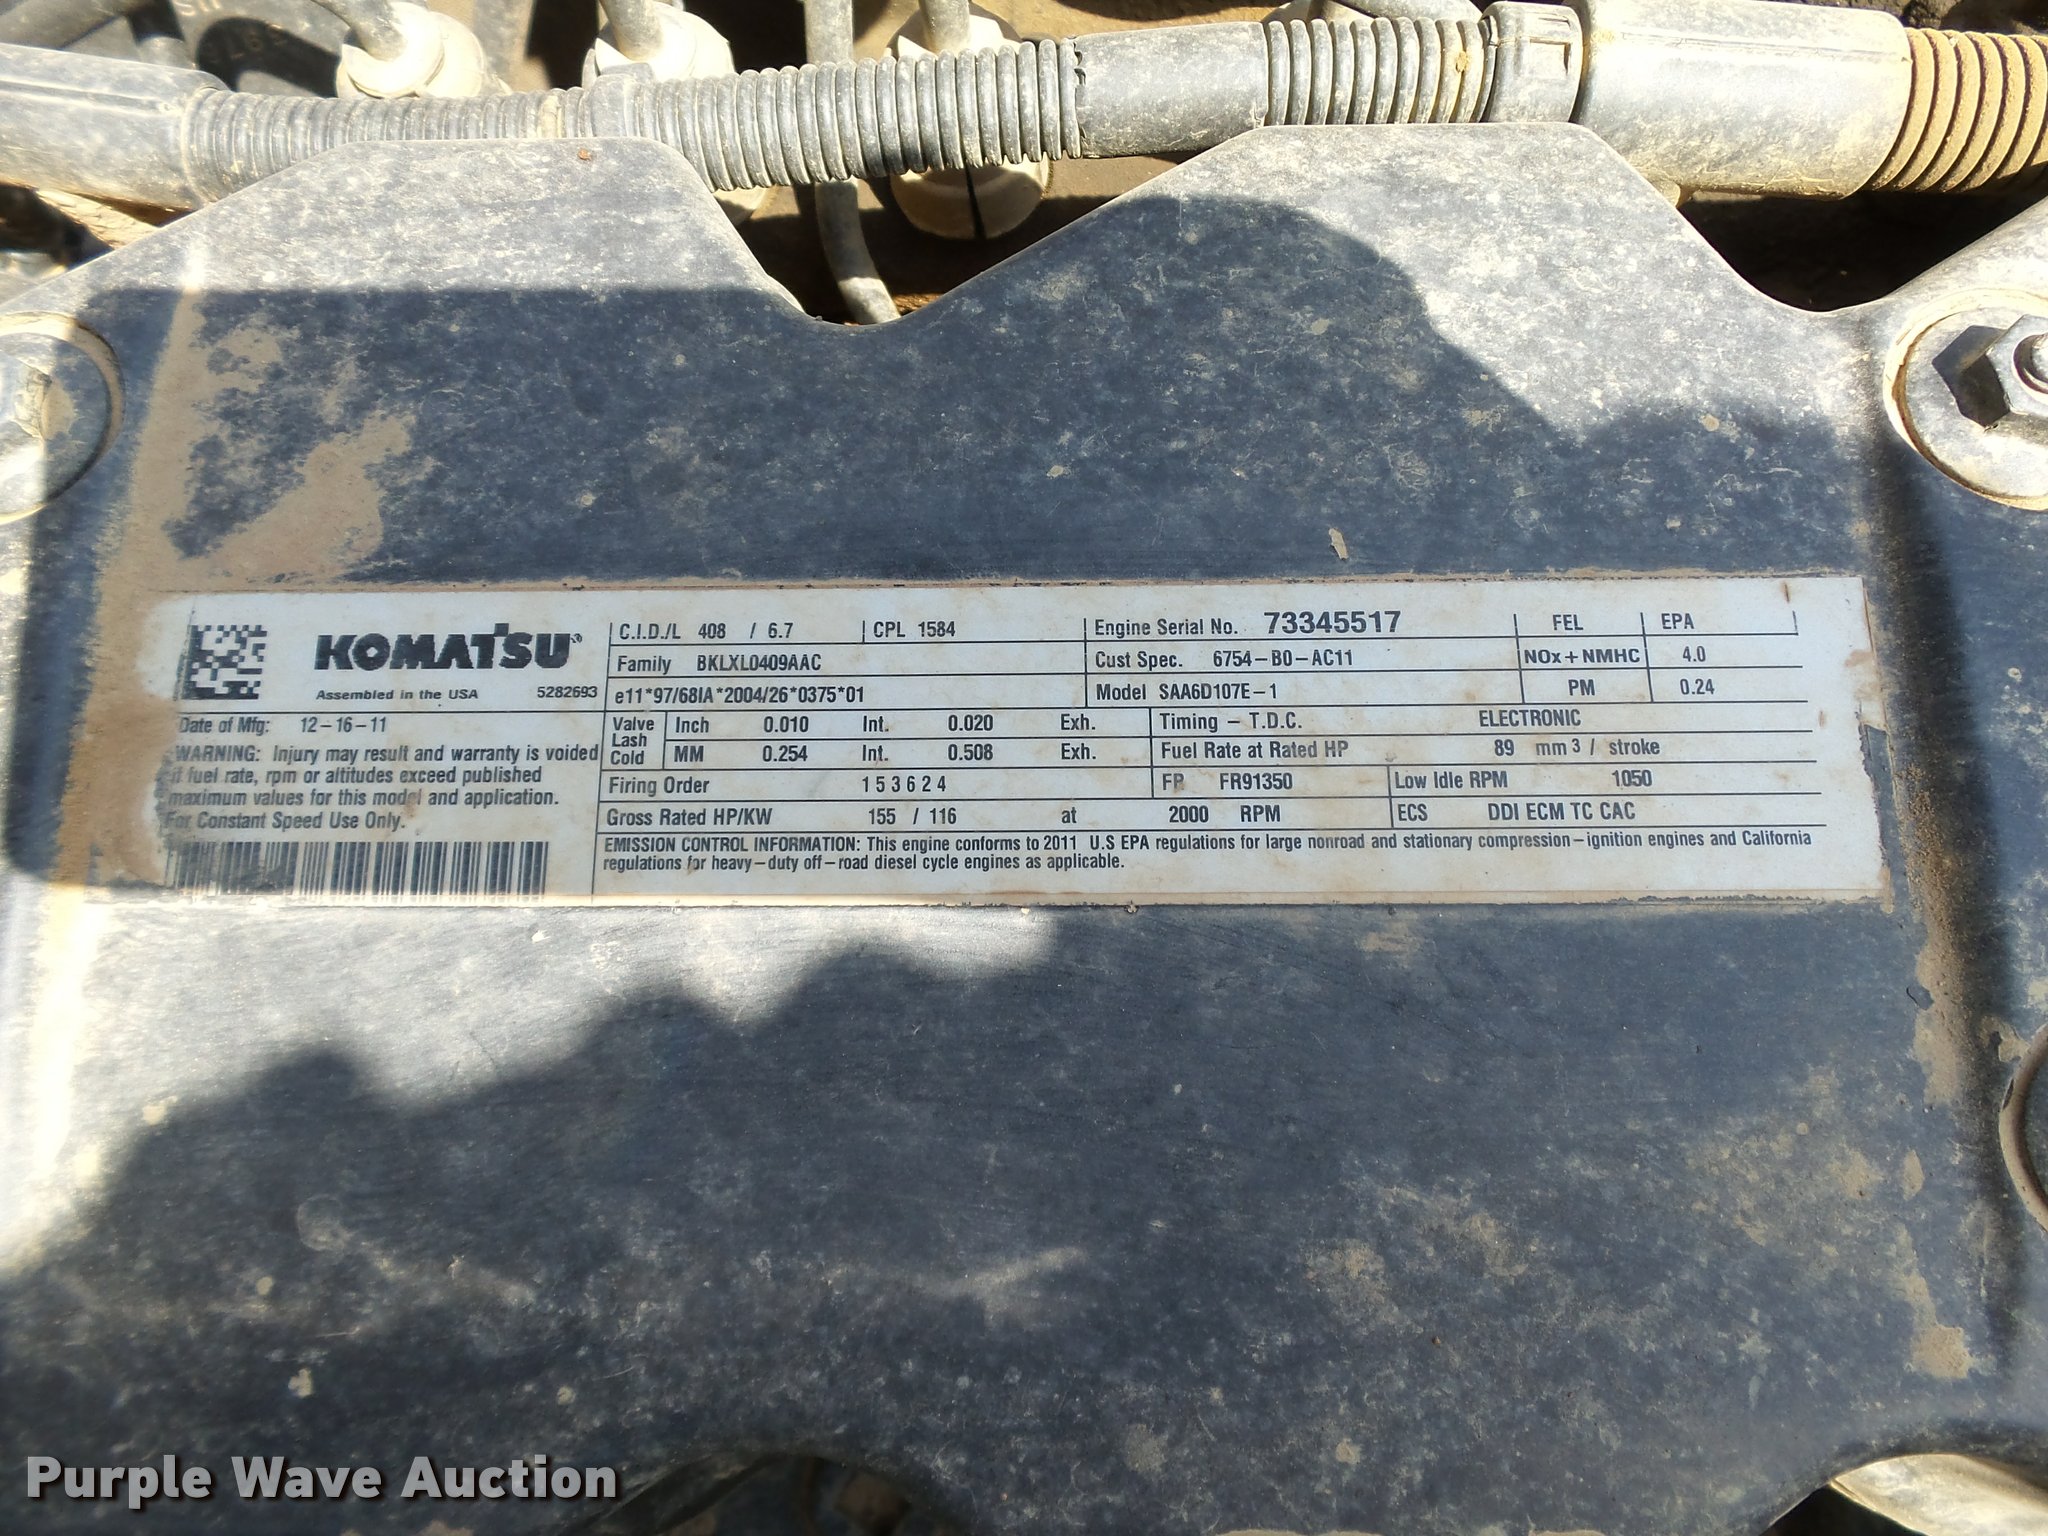 KOMATSU®
Assembled in the USA 5282693
Date of Mfg: 12-16-11
WARNING: Injury may result and warranty is voided
if fuel rate, rpm or altitudes exceed published
maximum values for this model and application.
For Constant Speed Use Only.
C.I.D./L 408 / 6.7 CPL 1584
Family BKLXL0409AAC
e11*97/68IA*2004/26*0375*01
Engine Serial No. 73345517
Cust Spec. 6754-B0-AC11
Model SAA6D107E-1
FEL EPA
NOx+NMHC 4.0
PM 0.24
Valve Lash Cold
Inch 0.010 Int. 0.020 Exh.
MM 0.254 Int. 0.508 Exh.
Timing - T.D.C. ELECTRONIC
Fuel Rate at Rated HP 89 mm3 / stroke
Firing Order 153624
FR FR91350 Low Idle RPM 1050
Gross Rated HP/KW 155 / 116 at 2000 RPM
ECS DDI ECM TC CAC
EMISSION CONTROL INFORMATION: This engine conforms to 2011 U.S EPA regulations for large nonroad and stationary compression-ignition engines and California
regulations for heavy-duty off-road diesel cycle engines as applicable.
Purple Wave Auction